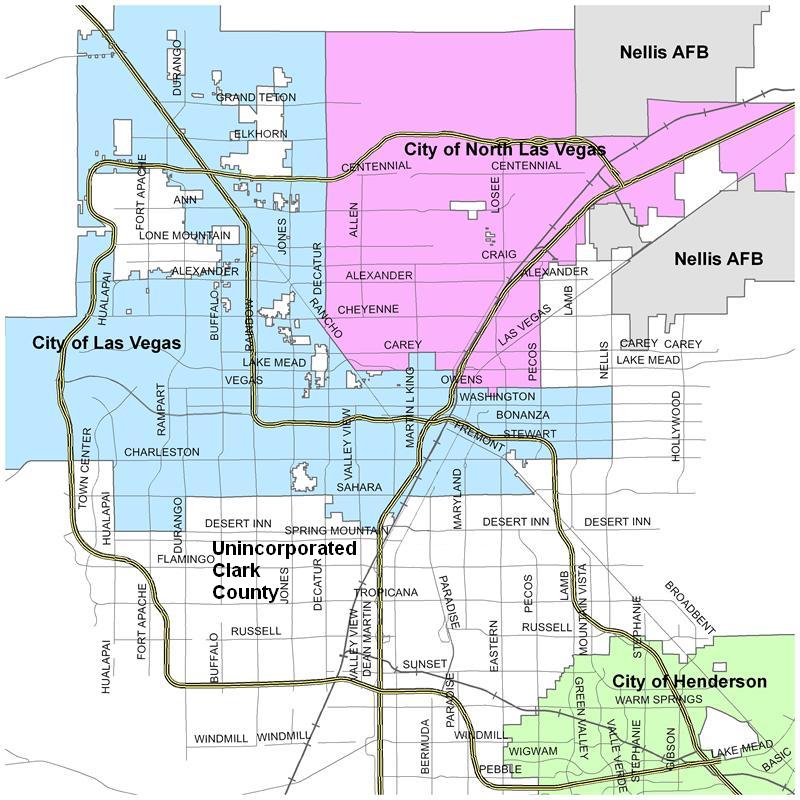 DURANGO
Nellis AFB
GRAND TETON
ELKHORN
City of North Las Vegas
CENTENNIAL
CENTENNIAL
FORT APACHE
ANN
LOSEE
ALLEN
LONE MOUNTAIN
JONES
CRAIG
DECATUR
Nellis AFB
ALEXANDER
ALEXANDER
ALEXANDER
HUALAPAI
BUFFALO
RAINBOW
RANCHO
CHEYENNE
LAMB
LAS VEGAS
City of Las Vegas
CAREY
CAREY
CAREY
LAKE MEAD
LAKE MEAD
PECOS
NELLIS
VEGAS
OWENS
WASHINGTON
RAMPART
MARTIN L KING
BONANZA
HOLLYWOOD
VALLEY VIEW
FREMONT
STEWART
CHARLESTON
TOWN CENTER
SAHARA
MARYLAND
HUALAPAI
DURANGO
DESERT INN
DESERT INN
DESERT INN
SPRING MOUNTAIN
Unincorporated
Clark
County
FLAMINGO
JONES
DECATUR
TROPICANA
PARADISE
PECOS
LAMB
MOUNTAIN VISTA
BROADBENT
FORT APACHE
STEPHANIE
RUSSELL
RUSSELL
VALLEY VIEW
DEAN MARTIN
HUALAPAI
BUFFALO
EASTERN
SUNSET
City of Henderson
WARM SPRINGS
PARADISE
GREEN VALLEY
WINDMILL
WINDMILL
WINDMILL
BERMUDA
VALLE VERDE
STEPHANIE
GIBSON
WIGWAM
LAKE MEAD
PEBBLE
BASIC